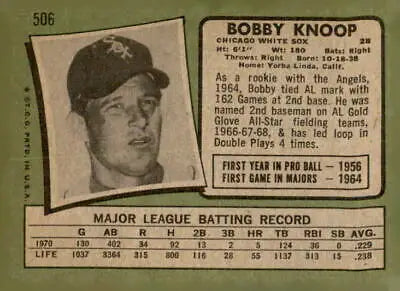 506
BOBBY KNOOP
CHICAGO WHITE SOX 2B
Ht: 6'1" Wt: 180 Bats: Right
Throws: Right Born: 10-18-38
Home: Yorba Linda, Calif.
As a rookie with the Angels,
1964, Bobby tied AL mark with
162 Games at 2nd base. He was
named 2nd baseman on AL Gold
Glove All-Star fielding teams,
1966-67-68, & has led loop in
Double Plays 4 times.
FIRST YEAR IN PRO BALL — 1956
FIRST GAME IN MAJORS — 1964
SOX
© T.C.G. PRTD. IN U.S.A.
MAJOR LEAGUE BATTING RECORD
G AB R H 2B 3B HR TB RBI SB AVG.
1970 130 402 34 92 13 2 5 124 36 0 .229
LIFE 1037 3364 315 800 116 28 55 1137 313 15 .238